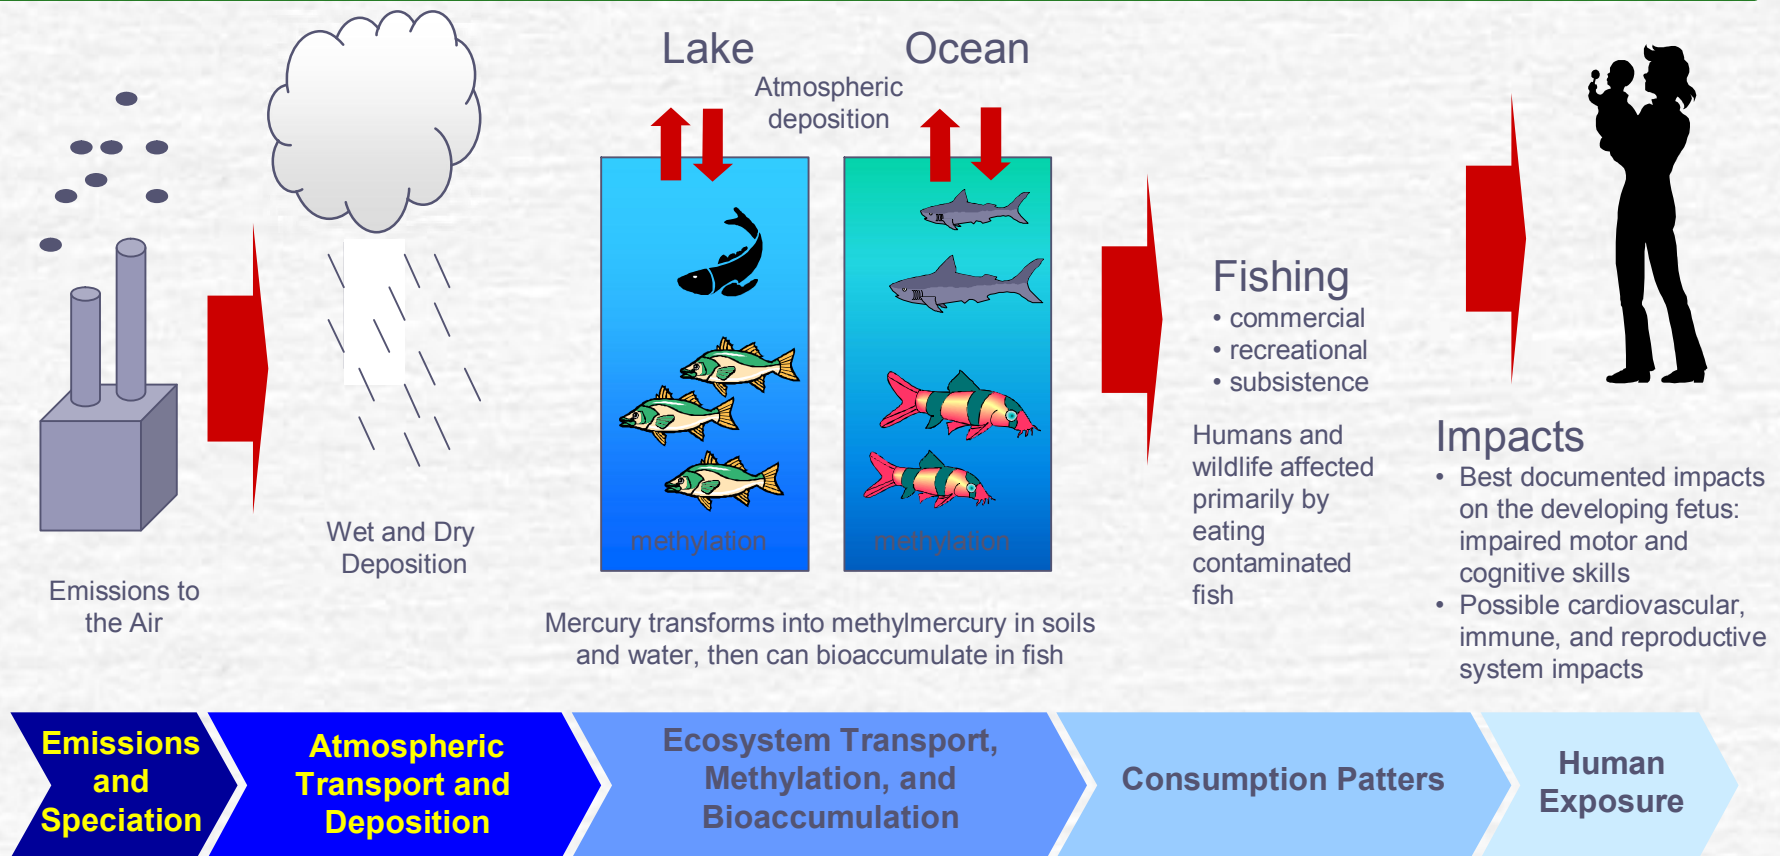 Lake
Ocean
Atmospheric
deposition
Emissions to
the Air
Wet and Dry
Deposition
methylation
methylation
Mercury transforms into methylmercury in soils
and water, then can bioaccumulate in fish
Fishing
• commercial
• recreational
• subsistence
Humans and
wildlife affected
primarily by
eating
contaminated
fish
Impacts
• Best documented impacts
on the developing fetus:
impaired motor and
cognitive skills
• Possible cardiovascular,
immune, and reproductive
system impacts
Emissions
and
Speciation
Atmospheric
Transport and
Deposition
Ecosystem Transport,
Methylation, and
Bioaccumulation
Consumption Patters
Human
Exposure